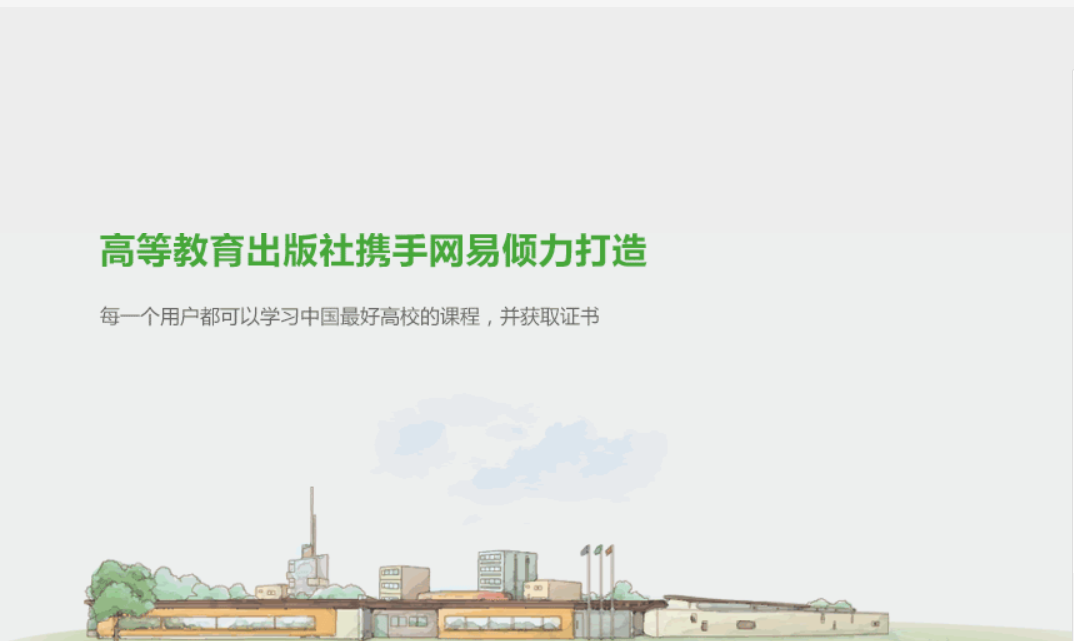 高等教育出版社携手网易倾力打造
每一个用户都可以学习中国最好高校的课程，并获取证书